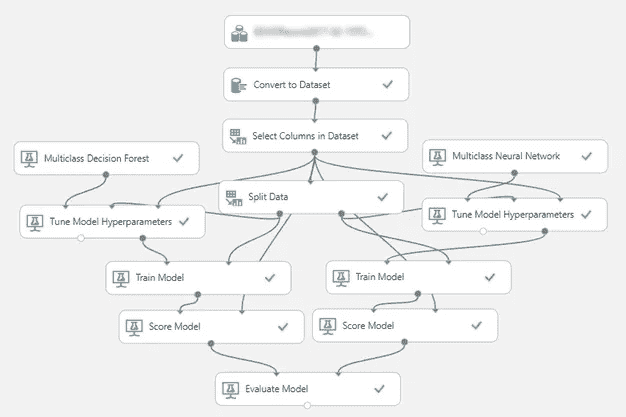 Convert to Dataset
Select Columns in Dataset
Multiclass Decision Forest
Multiclass Neural Network
Split Data
Tune Model Hyperparameters
Tune Model Hyperparameters
Train Model
Train Model
Score Model
Score Model
Evaluate Model